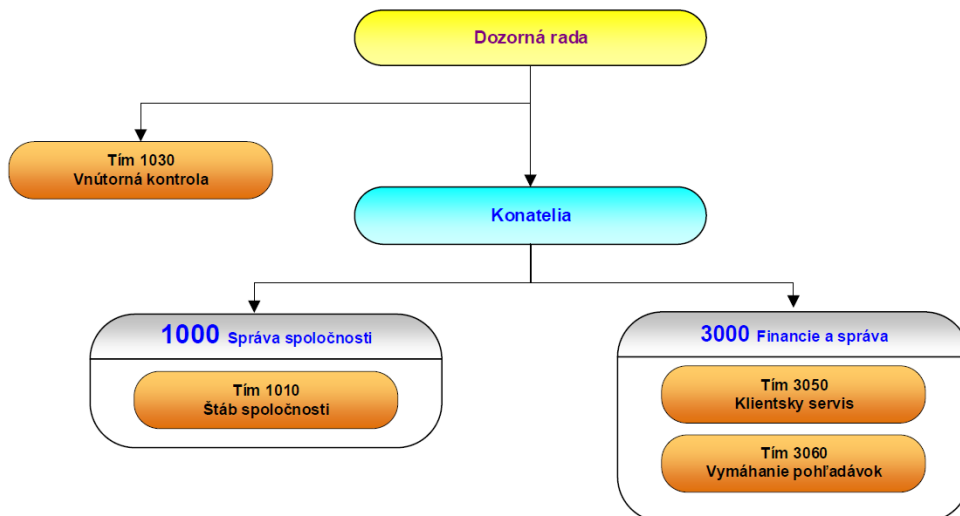 Dozorná rada
Tím 1030
Vnútorná kontrola
Konatelia
1000 Správa spoločnosti
Tím 1010
Štáb spoločnosti
3000 Financie a správa
Tím 3050
Klientsky servis
Tím 3060
Vymáhanie pohľadávok